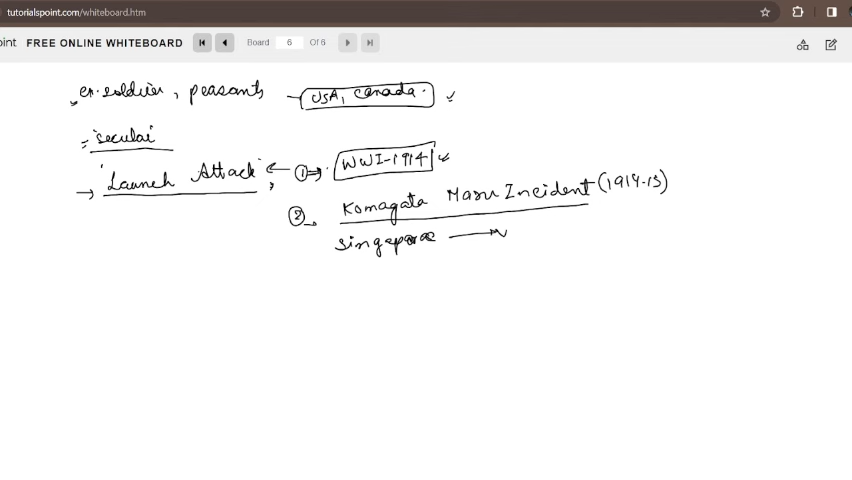 tutorialspoint.com/whiteboard.htm
oint FREE ONLINE WHITEBOARD Board 6 Of 6
ex-soldier, peasants — USA, Canada.
'secular'
→ 'Launch Attack' ← ① ⇒ WWI-1914
② Komagata Maru Incident (1914-15)
Singapore →